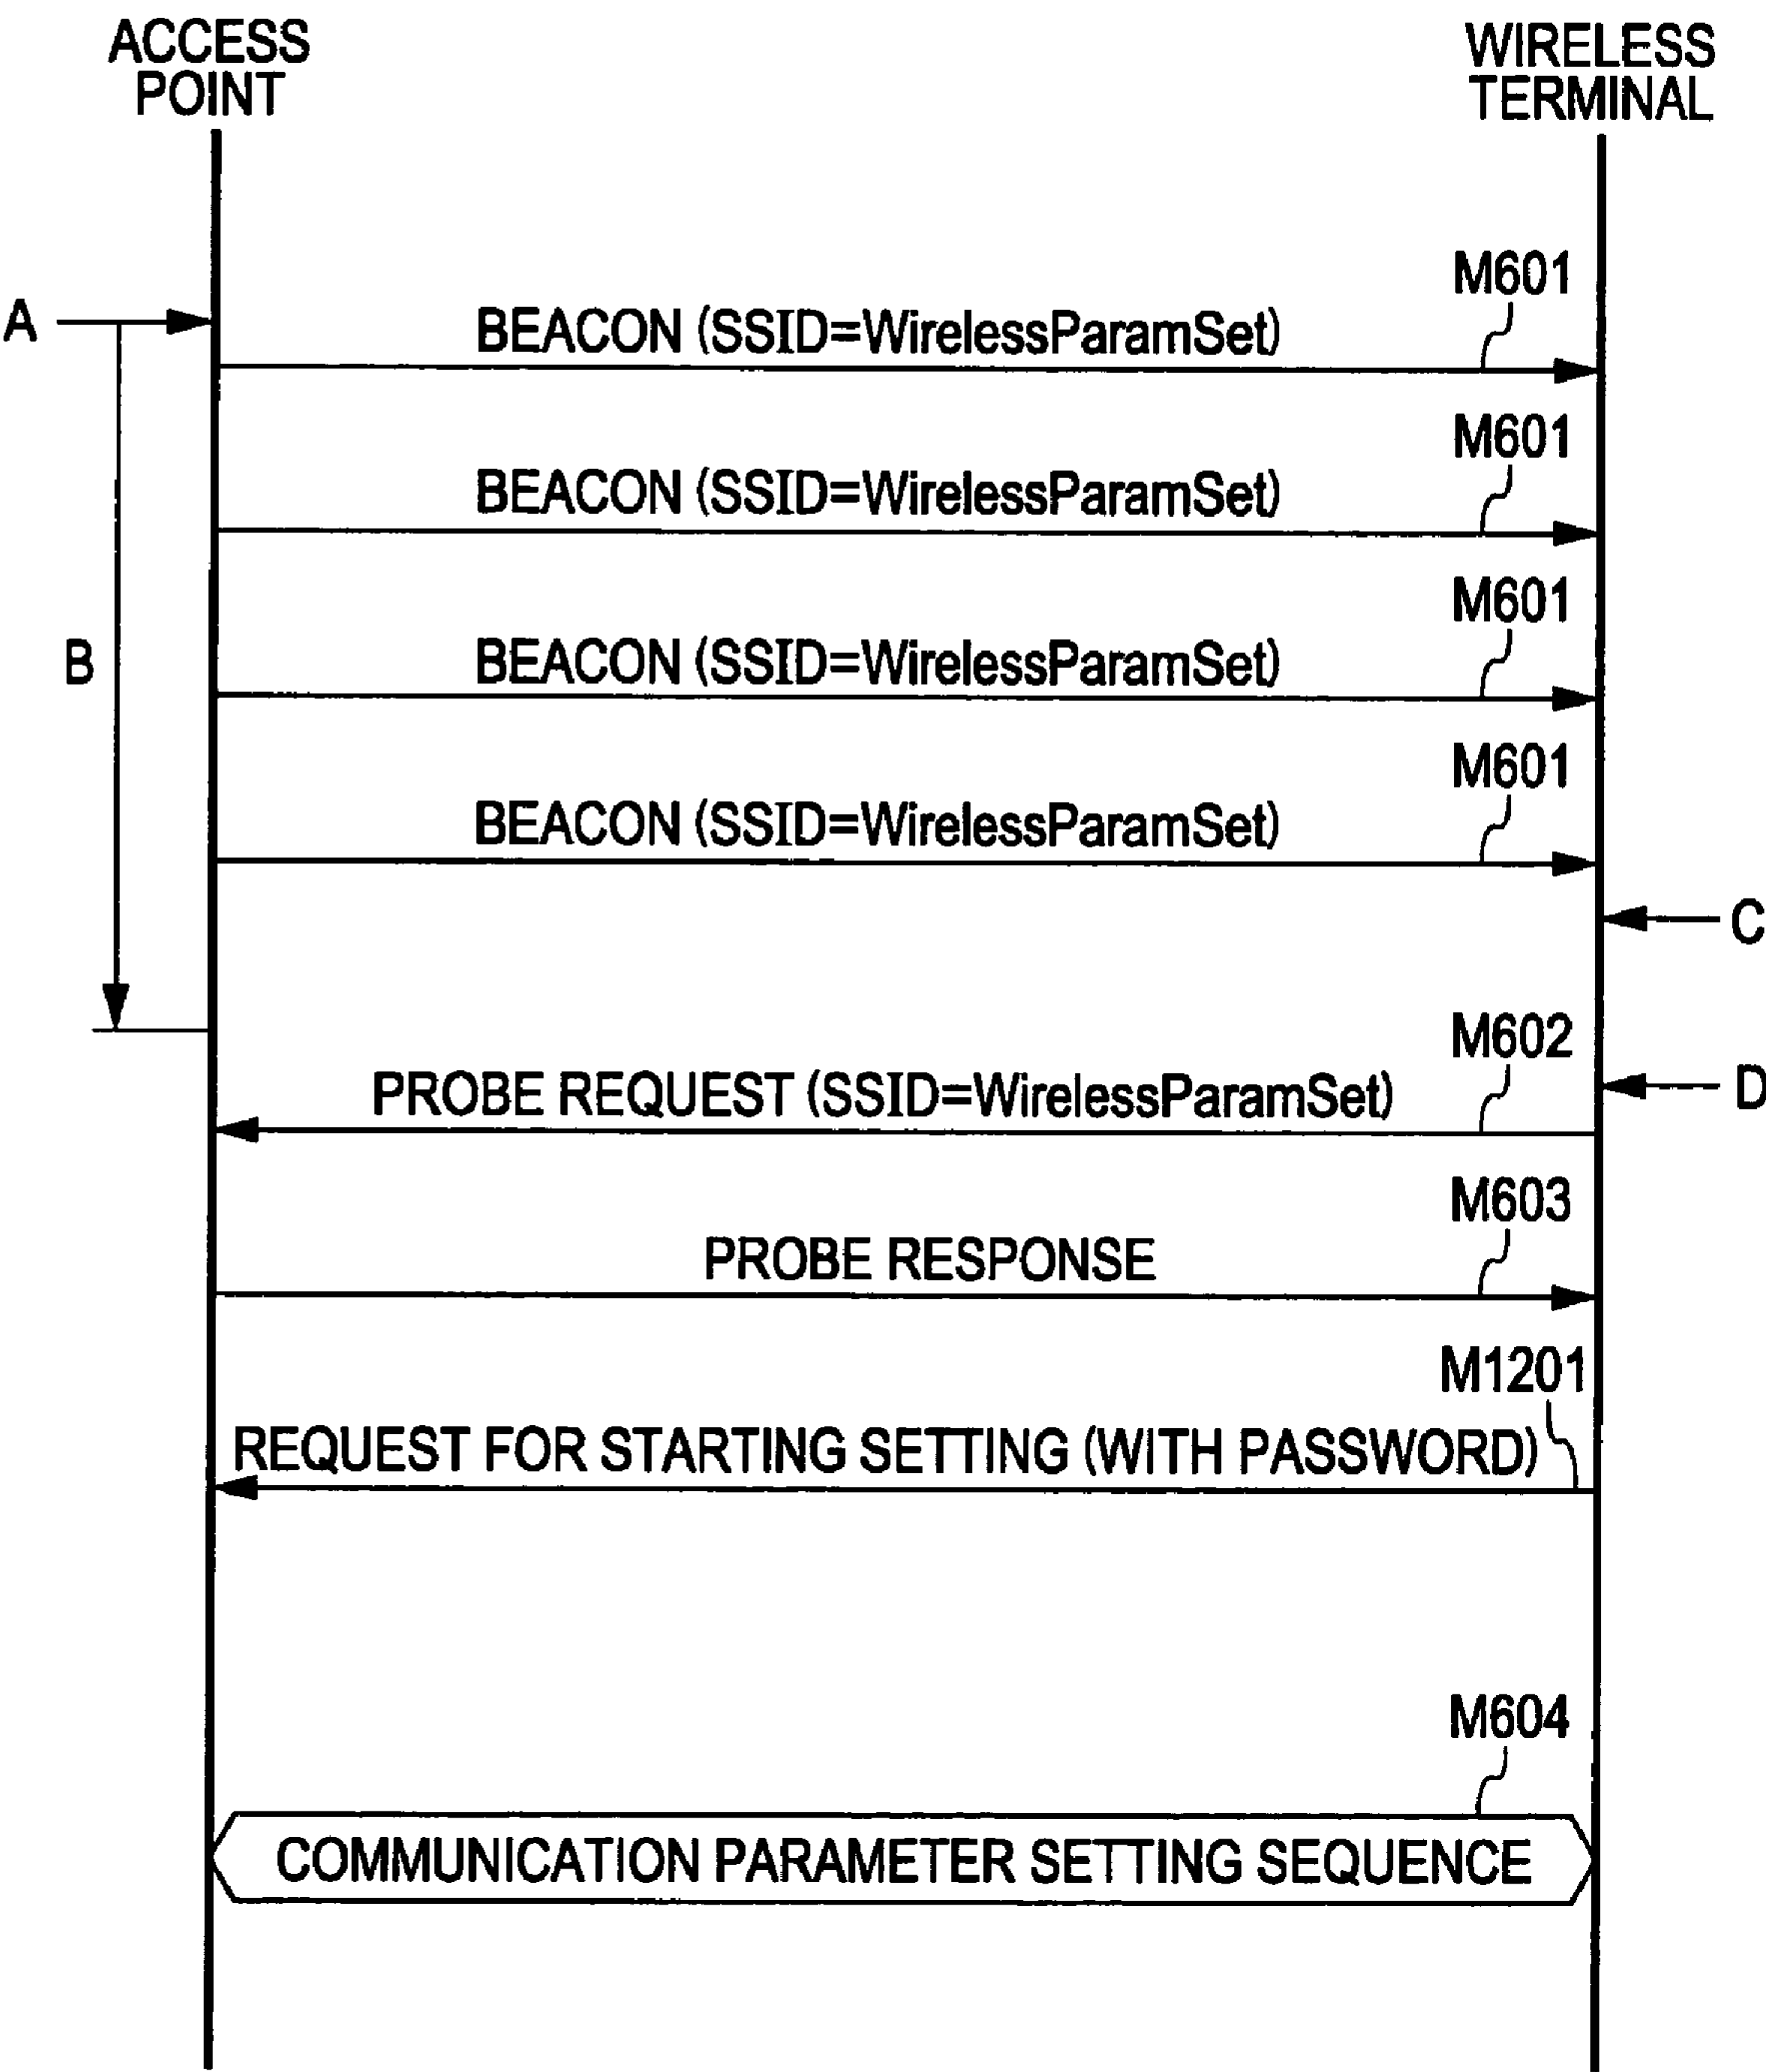 ACCESS
POINT
WIRELESS
TERMINAL
M601
A
BEACON (SSID=WirelessParamSet)
M601
BEACON (SSID=WirelessParamSet)
M601
B
BEACON (SSID=WirelessParamSet)
M601
BEACON (SSID=WirelessParamSet)
C
M602
PROBE REQUEST (SSID=WirelessParamSet)
D
M603
PROBE RESPONSE
M1201
REQUEST FOR STARTING SETTING (WITH PASSWORD)
M604
COMMUNICATION PARAMETER SETTING SEQUENCE